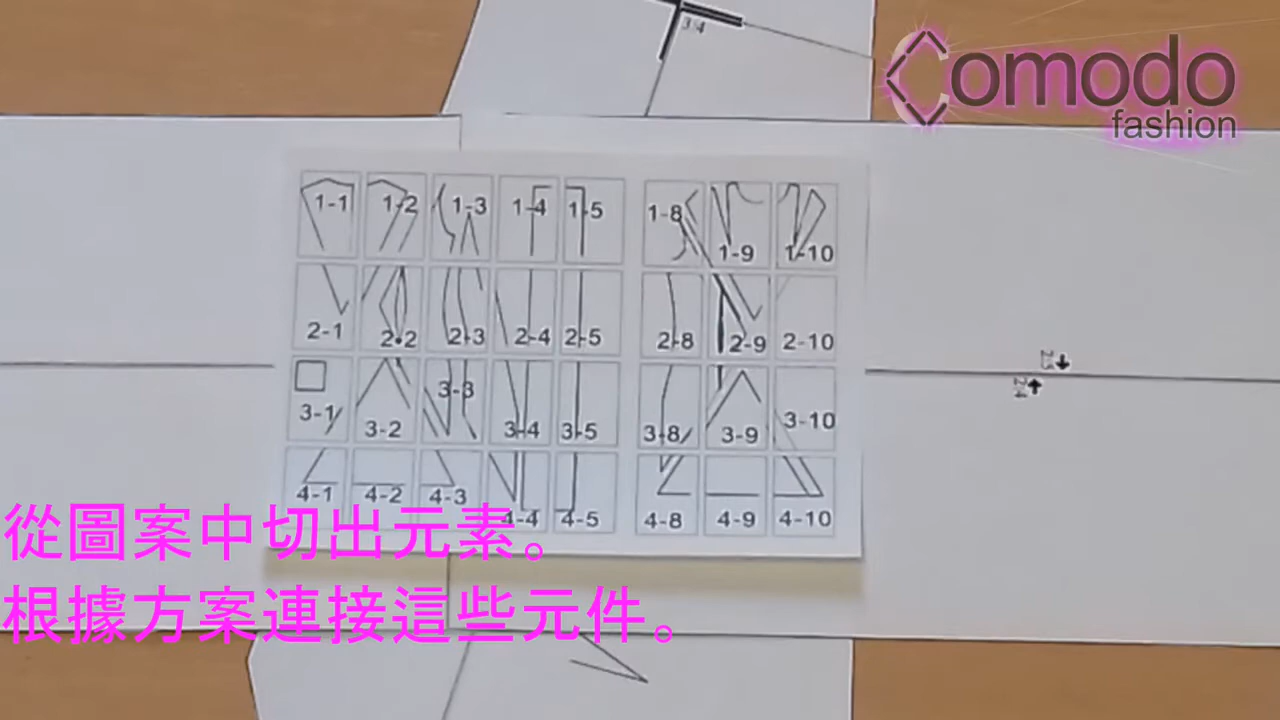 3/4
Comodo
fashion
1-1 1-2 1-3 1-4 1-5 1-8 1-9 1-10
2-1 2-2 2-3 2-4 2-5 2-8 2-9 2-10
3-1 3-2 3-3 3-4 3-5 3-8 3-9 3-10
4-1 4-2 4-3 4-4 4-5 4-8 4-9 4-10
從圖案中切出元素。
根據方案連接這些元件。